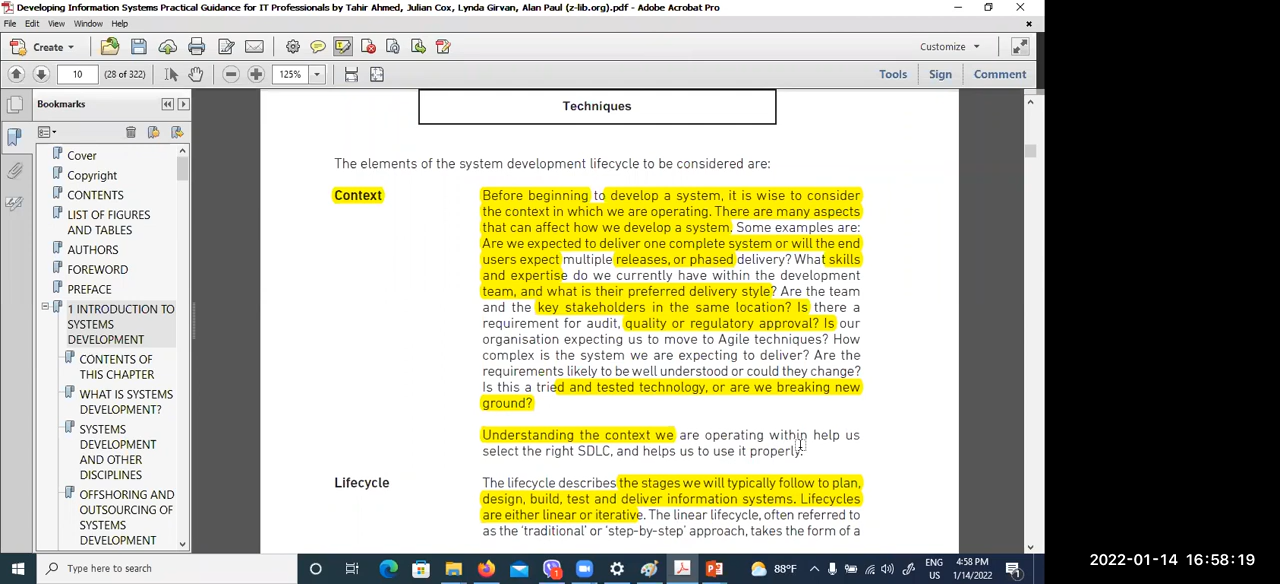 Developing Information Systems Practical Guidance for IT Professionals by Tahir Ahmed, Julian Cox, Lynda Girvan, Alan Paul (z-lib.org).pdf - Adobe Acrobat Pro
File Edit View Window Help
Create
Customize
10 (28 of 322) 125%
Tools Sign Comment
Bookmarks
Cover
Copyright
CONTENTS
LIST OF FIGURES
AND TABLES
AUTHORS
FOREWORD
PREFACE
1 INTRODUCTION TO
SYSTEMS
DEVELOPMENT
CONTENTS OF
THIS CHAPTER
WHAT IS SYSTEMS
DEVELOPMENT?
SYSTEMS
DEVELOPMENT
AND OTHER
DISCIPLINES
OFFSHORING AND
OUTSOURCING OF
SYSTEMS
DEVELOPMENT
Techniques
The elements of the system development lifecycle to be considered are:
Context
Before beginning to develop a system, it is wise to consider
the context in which we are operating. There are many aspects
that can affect how we develop a system. Some examples are:
Are we expected to deliver one complete system or will the end
users expect multiple releases, or phased delivery? What skills
and expertise do we currently have within the development
team, and what is their preferred delivery style? Are the team
and the key stakeholders in the same location? Is there a
requirement for audit, quality or regulatory approval? Is our
organisation expecting us to move to Agile techniques? How
complex is the system we are expecting to deliver? Are the
requirements likely to be well understood or could they change?
Is this a tried and tested technology, or are we breaking new
ground?
Understanding the context we are operating within help us
select the right SDLC, and helps us to use it properly.
Lifecycle
The lifecycle describes the stages we will typically follow to plan,
design, build, test and deliver information systems. Lifecycles
are either linear or iterative. The linear lifecycle, often referred to
as the 'traditional' or 'step-by-step' approach, takes the form of a
Type here to search
88°F
ENG
US
4:58 PM
1/14/2022
2022-01-14 16:58:19